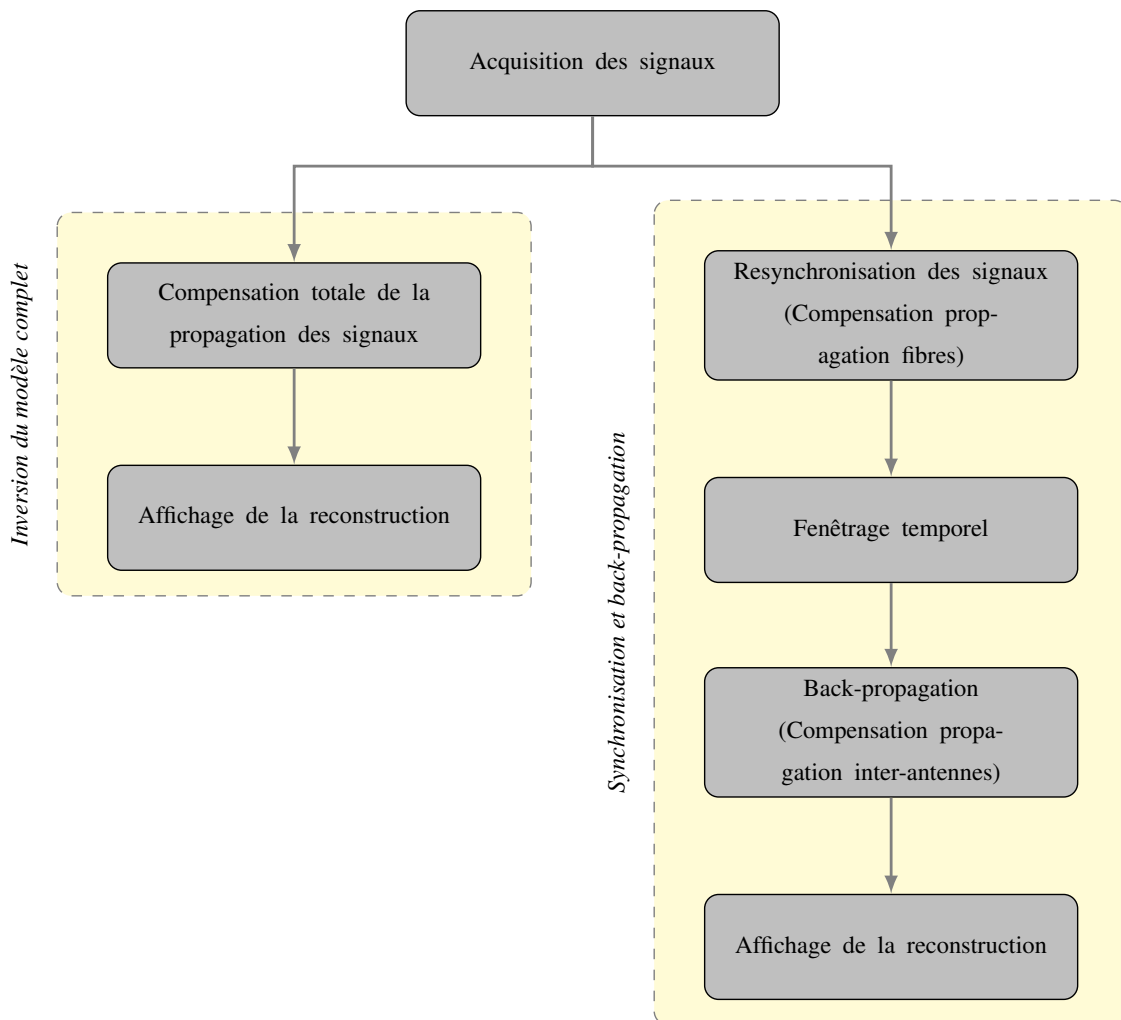 Acquisition des signaux
Inversion du modèle complet
Compensation totale de la
propagation des signaux
Affichage de la reconstruction
Synchronisation et back-propagation
Resynchronisation des signaux
(Compensation prop-
agation fibres)
Fenêtrage temporel
Back-propagation
(Compensation propa-
gation inter-antennes)
Affichage de la reconstruction